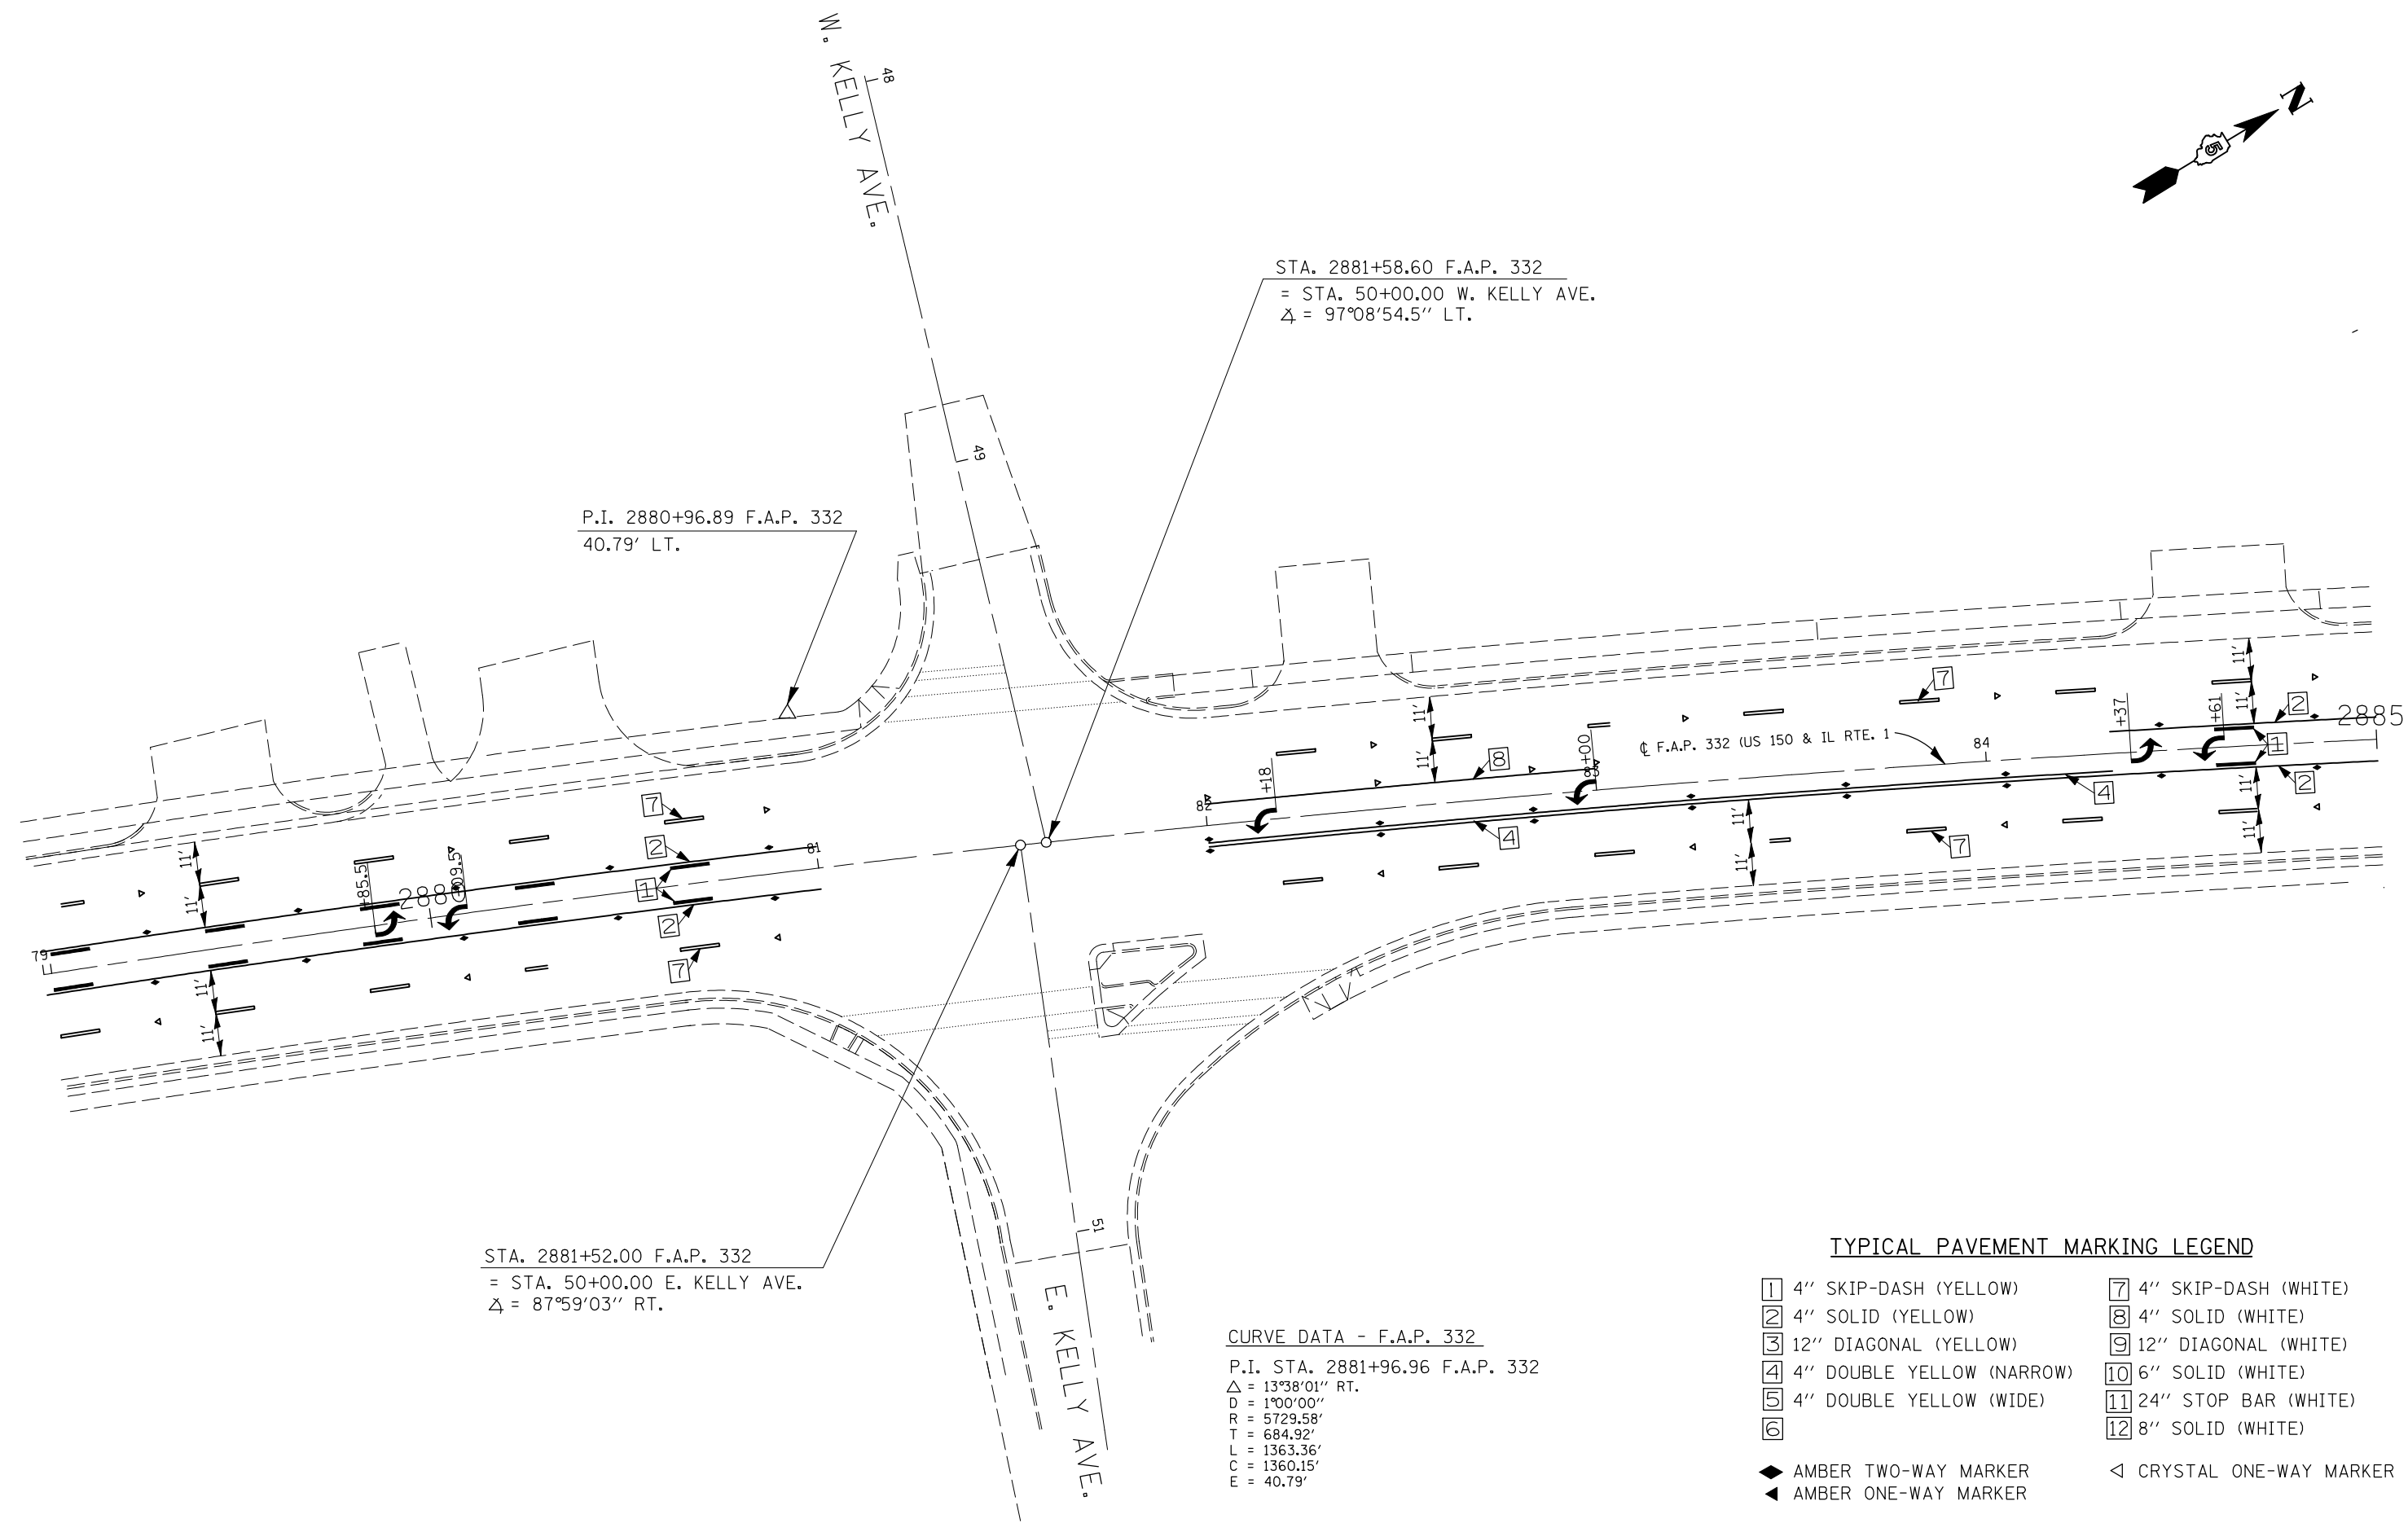 W. KELLY AVE.
48
N
5
STA. 2881+58.60 F.A.P. 332
= STA. 50+00.00 W. KELLY AVE.
∡ = 97°08'54.5'' LT.
49
P.I. 2880+96.89 F.A.P. 332
40.79' LT.
11'
11'
7
11'
11'
+37
+61
2
2885
1
2
11'
11'
8
+00
83
℄ F.A.P. 332 (US 150 & IL RTE. 1
84
+18
82
4
4
7
11'
11'
7
2
81
1
2
7
11'
11'
+85.5
2880
+09.5
79
11'
11'
STA. 2881+52.00 F.A.P. 332
= STA. 50+00.00 E. KELLY AVE.
∡ = 87°59'03'' RT.
51
E. KELLY AVE.
CURVE DATA - F.A.P. 332
P.I. STA. 2881+96.96 F.A.P. 332
△ = 13°38'01'' RT.
D = 1°00'00''
R = 5729.58'
T = 684.92'
L = 1363.36'
C = 1360.15'
E = 40.79'
TYPICAL PAVEMENT MARKING LEGEND
1 4'' SKIP-DASH (YELLOW)
2 4'' SOLID (YELLOW)
3 12'' DIAGONAL (YELLOW)
4 4'' DOUBLE YELLOW (NARROW)
5 4'' DOUBLE YELLOW (WIDE)
6
AMBER TWO-WAY MARKER
AMBER ONE-WAY MARKER
7 4'' SKIP-DASH (WHITE)
8 4'' SOLID (WHITE)
9 12'' DIAGONAL (WHITE)
10 6'' SOLID (WHITE)
11 24'' STOP BAR (WHITE)
12 8'' SOLID (WHITE)
CRYSTAL ONE-WAY MARKER